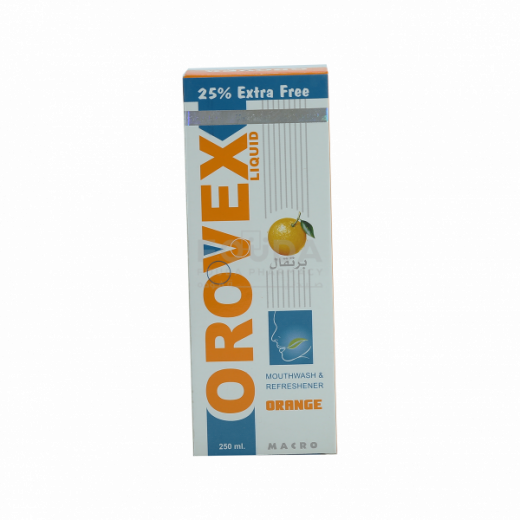 25% Extra Free
OROVEX
LIQUID
برتقال
MOUTHWASH &
REFRESHENER
ORANGE
250 ml.
MACRO